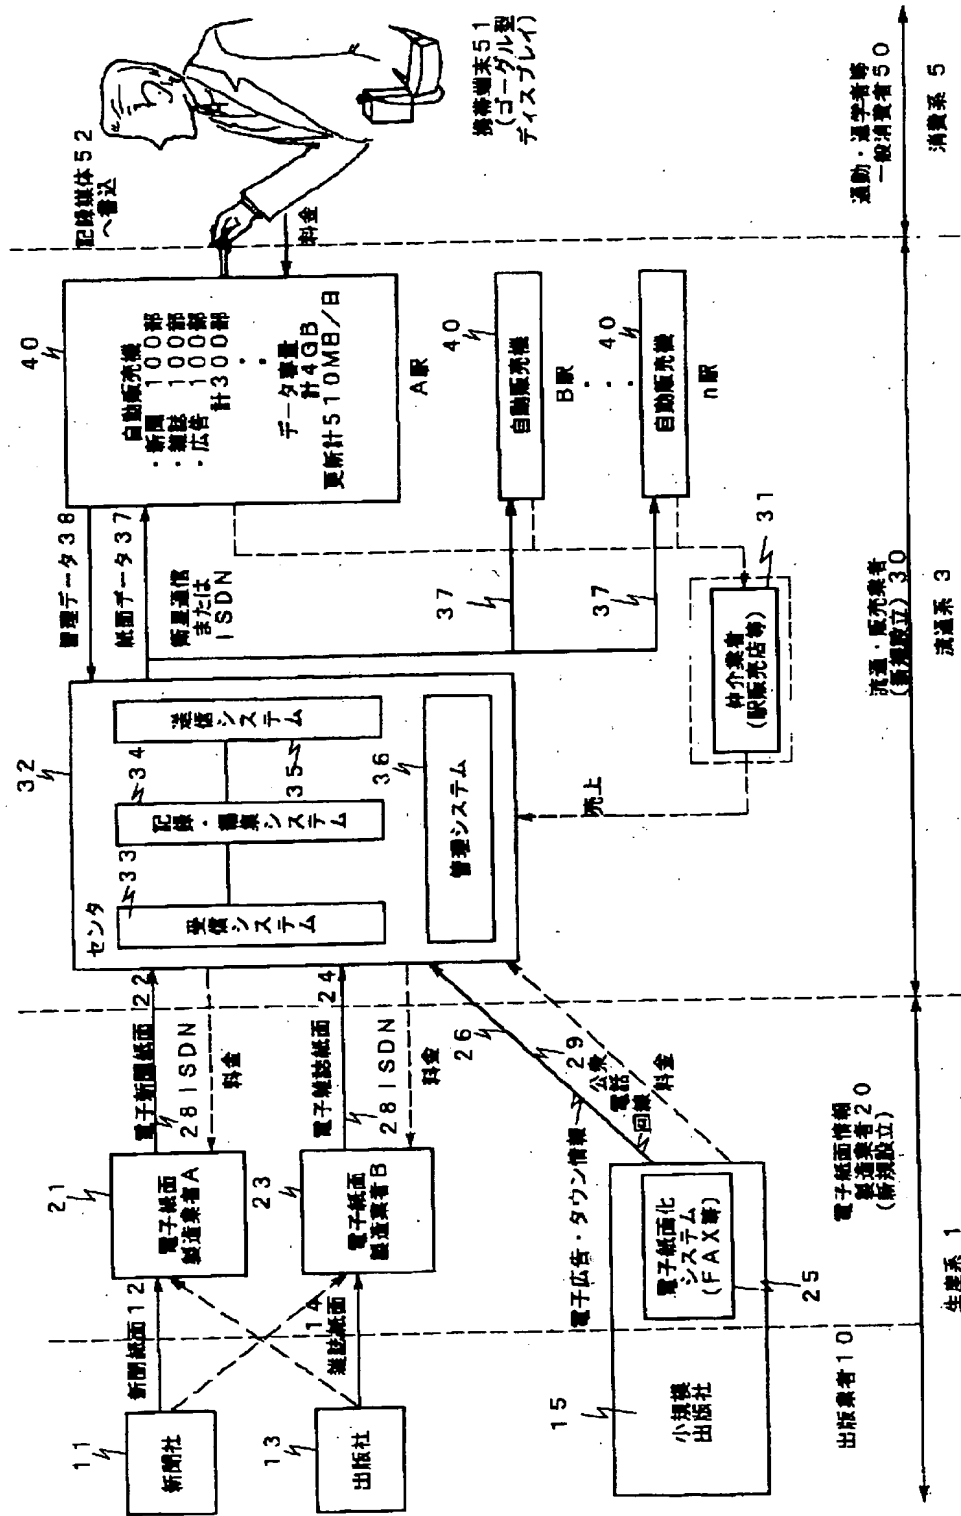 11
新聞社
新聞紙面12
13
出版社
14
雑誌紙面
15
小規模
出版社
出版業者10
21
電子紙面
製造業者A
23
電子紙面
製造業者B
電子新聞紙面22
28ISDN
料金
電子雑誌紙面24
28ISDN
料金
電子広告・タウン情報
26
29
公衆
電話
回線
料金
電子紙面化
システム
(FAX等)
25
電子紙面情報
製造業者20
(新規設立)
生産系1
32
センタ
33
受信システム
34
記録・編集システム
35
送信システム
36
管理システム
管理データ38
紙面データ37
衛星通信
または
ISDN
37
37
売上
仲介業者
(駅販売店等)
31
流通・販売業者
(新規設立)30
流通系3
40
自動販売機
・新聞 100部
・雑誌 100部
・広告 100部
計300部
・
・
データ容量
計4GB
更新計510MB/日
A駅
40
自動販売機
B駅
・
・
・
40
自動販売機
n駅
記録媒体52
へ書込
料金
携帯端末51
(ゴーグル型
ディスプレイ)
通勤・通学者等
一般消費者50
消費系5